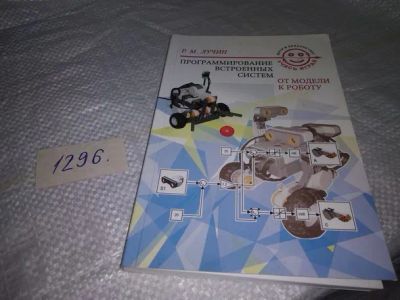 Р. М. ЛУЧИН
ПРОГРАММИРОВАНИЕ
ВСТРОЕННЫХ
СИСТЕМ
ОТ МОДЕЛИ
К РОБОТУ
1296.